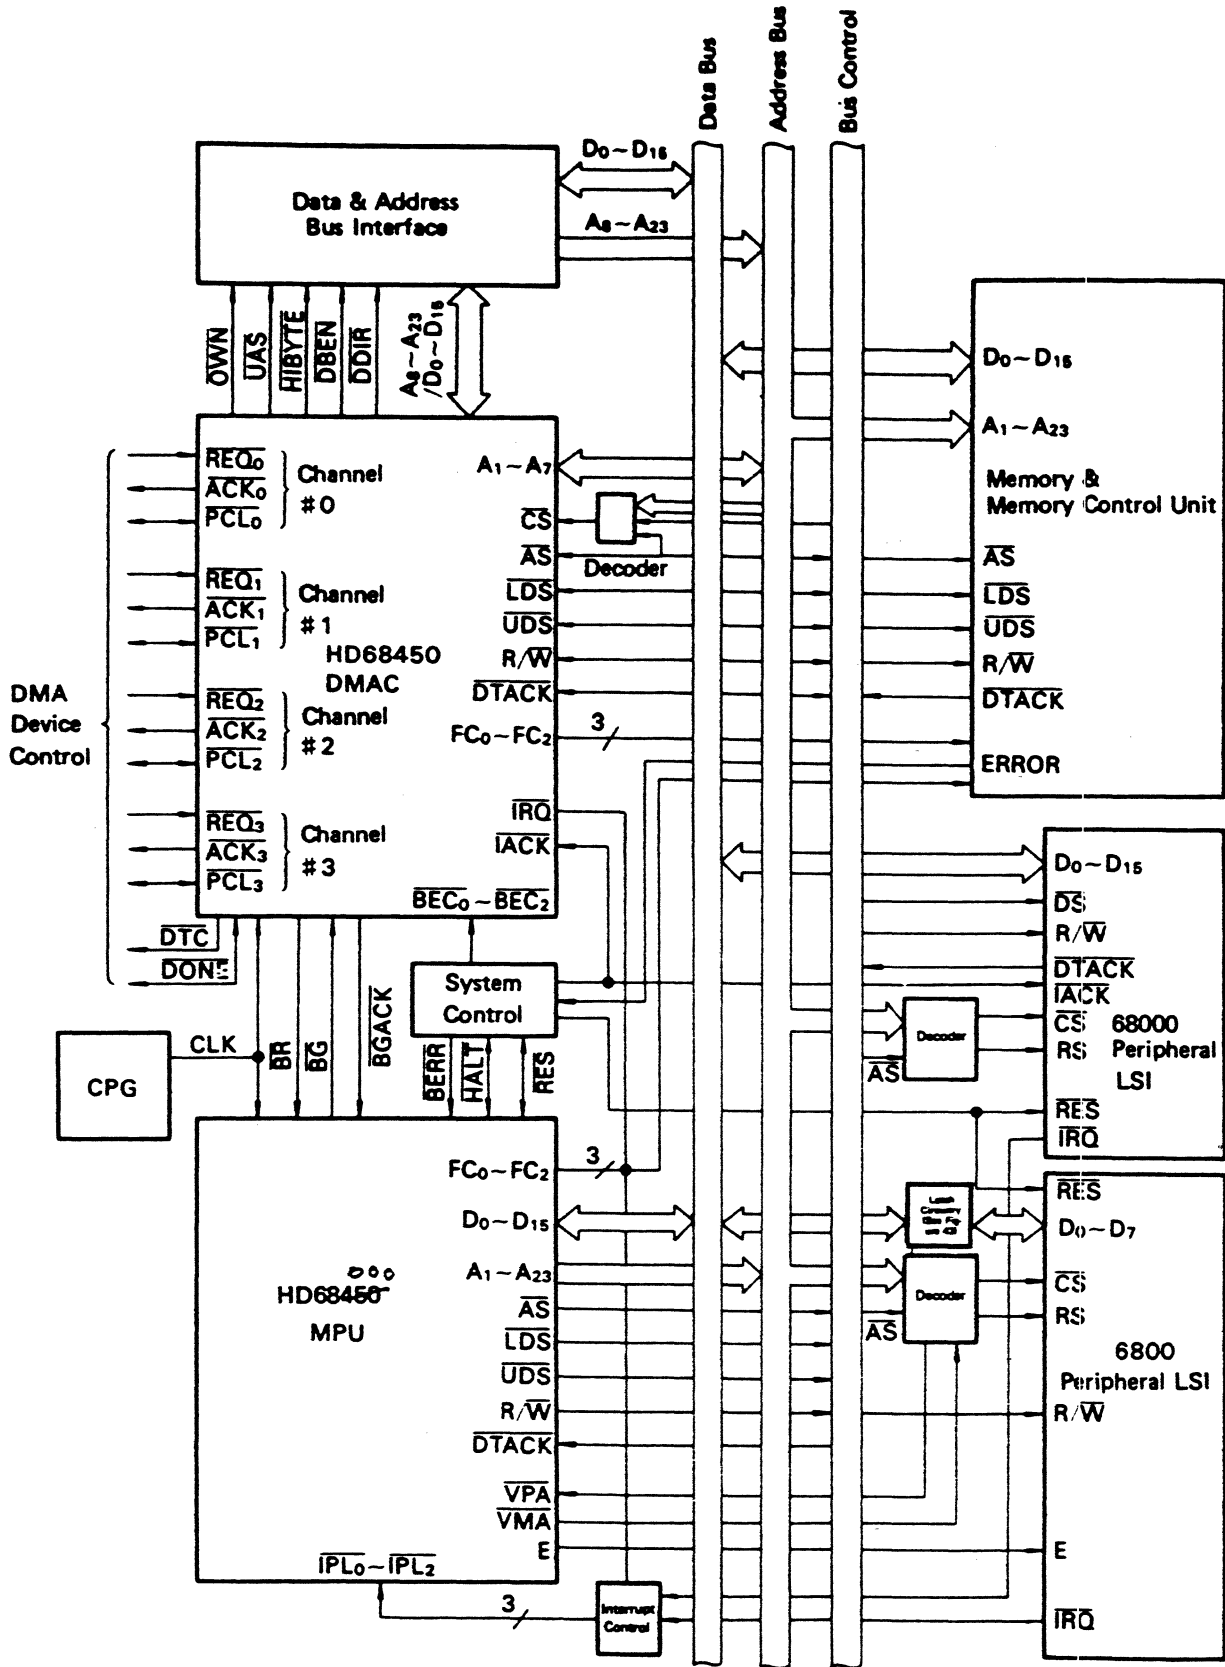 Data Bus
Address Bus
Bus Control
D0~D15
Data & Address
Bus Interface
A8~A23
OWN
UAS
HIBYTE
DBEN
DDIR
A8~A23
/D0~D15
D0~D15
A1~A23
Memory &
Memory Control Unit
AS
LDS
UDS
R/W
DTACK
ERROR
DMA
Device
Control
REQ0
ACK0
PCL0
Channel
#0
REQ1
ACK1
PCL1
Channel
#1
HD68450
DMAC
REQ2
ACK2
PCL2
Channel
#2
REQ3
ACK3
PCL3
Channel
#3
A1~A7
CS
AS
Decoder
LDS
UDS
R/W
DTACK
FC0~FC2
3
IRQ
IACK
BEC0~BEC2
DTC
DONE
System
Control
CPG
CLK
BR
BG
BGACK
BERR
HALT
RES
D0~D15
DS
R/W
DTACK
IACK
CS
RS
68000
Peripheral
LSI
Decoder
AS
RES
IRQ
FC0~FC2
3
D0~D15
A1~A23
000
HD68450
MPU
AS
LDS
UDS
R/W
DTACK
VPA
VMA
E
IPL0~IPL2
3
Interrupt
Control
RES
D0~D7
Decoder
AS
CS
RS
6800
Peripheral LSI
R/W
E
IRQ